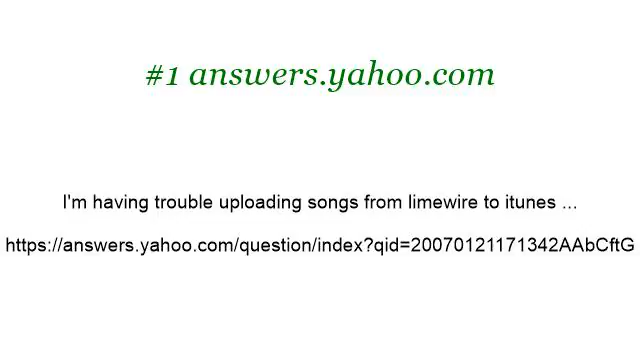 #1 answers.yahoo.com
I'm having trouble uploading songs from limewire to itunes ...
https://answers.yahoo.com/question/index?qid=20070121171342AAbCftG